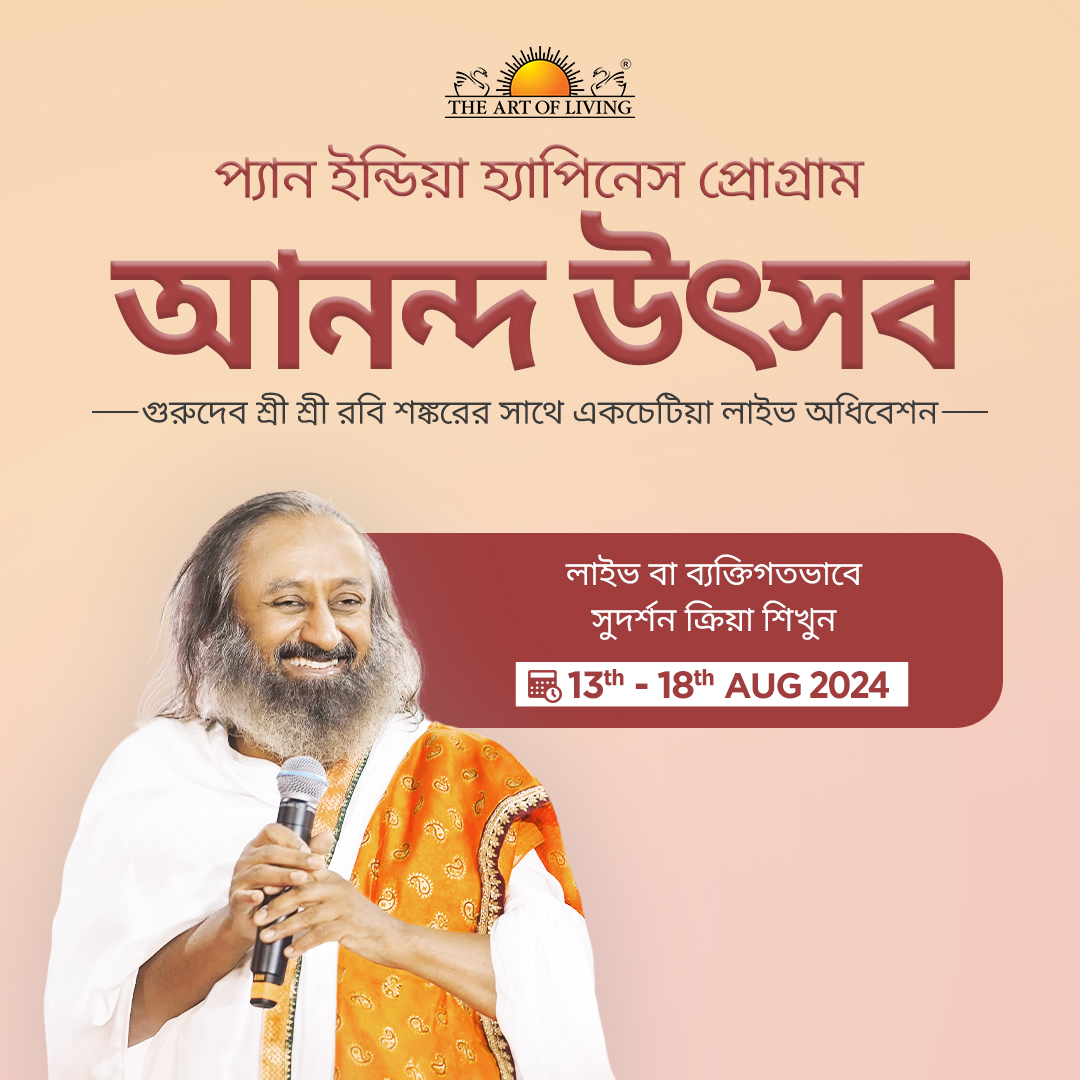 THE ART OF LIVING
®
প্যান ইন্ডিয়া হ্যাপিনেস প্রোগ্রাম
আনন্দ উৎসব
গুরুদেব শ্রী শ্রী রবি শঙ্করের সাথে একচেটিয়া লাইভ অধিবেশন
লাইভ বা ব্যক্তিগতভাবে
সুদর্শন ক্রিয়া শিখুন
13th - 18th AUG 2024